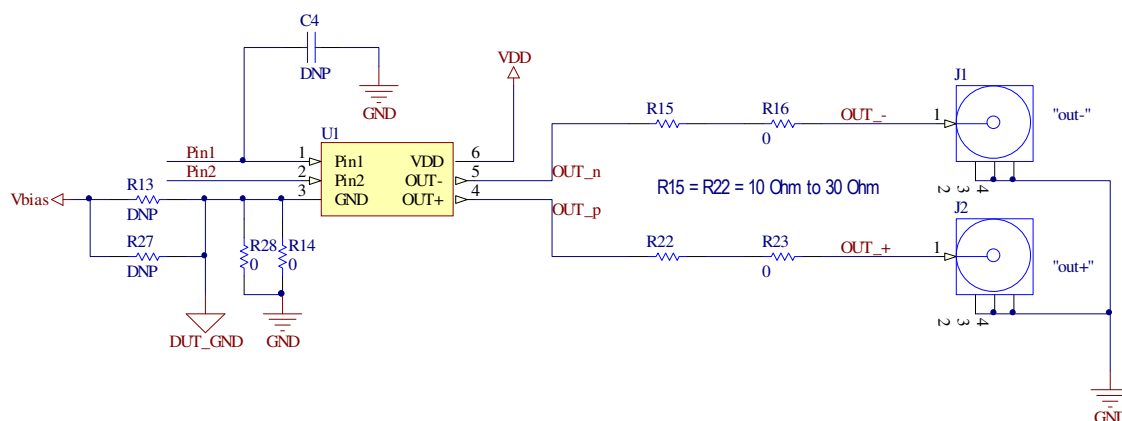 C4
DNP
GND
VDD
U1
Pin1
1
Pin1
VDD
6
Pin2
2
Pin2
OUT-
5
OUT_n
3
GND
OUT+
4
OUT_p
Vbias
R13
DNP
R27
DNP
R28
0
R14
0
DUT_GND
GND
R15
R16
0
OUT_-
1
J1
"out-"
2
3
4
R15 = R22 = 10 Ohm to 30 Ohm
R22
R23
0
OUT_+
1
J2
"out+"
2
3
4
GND